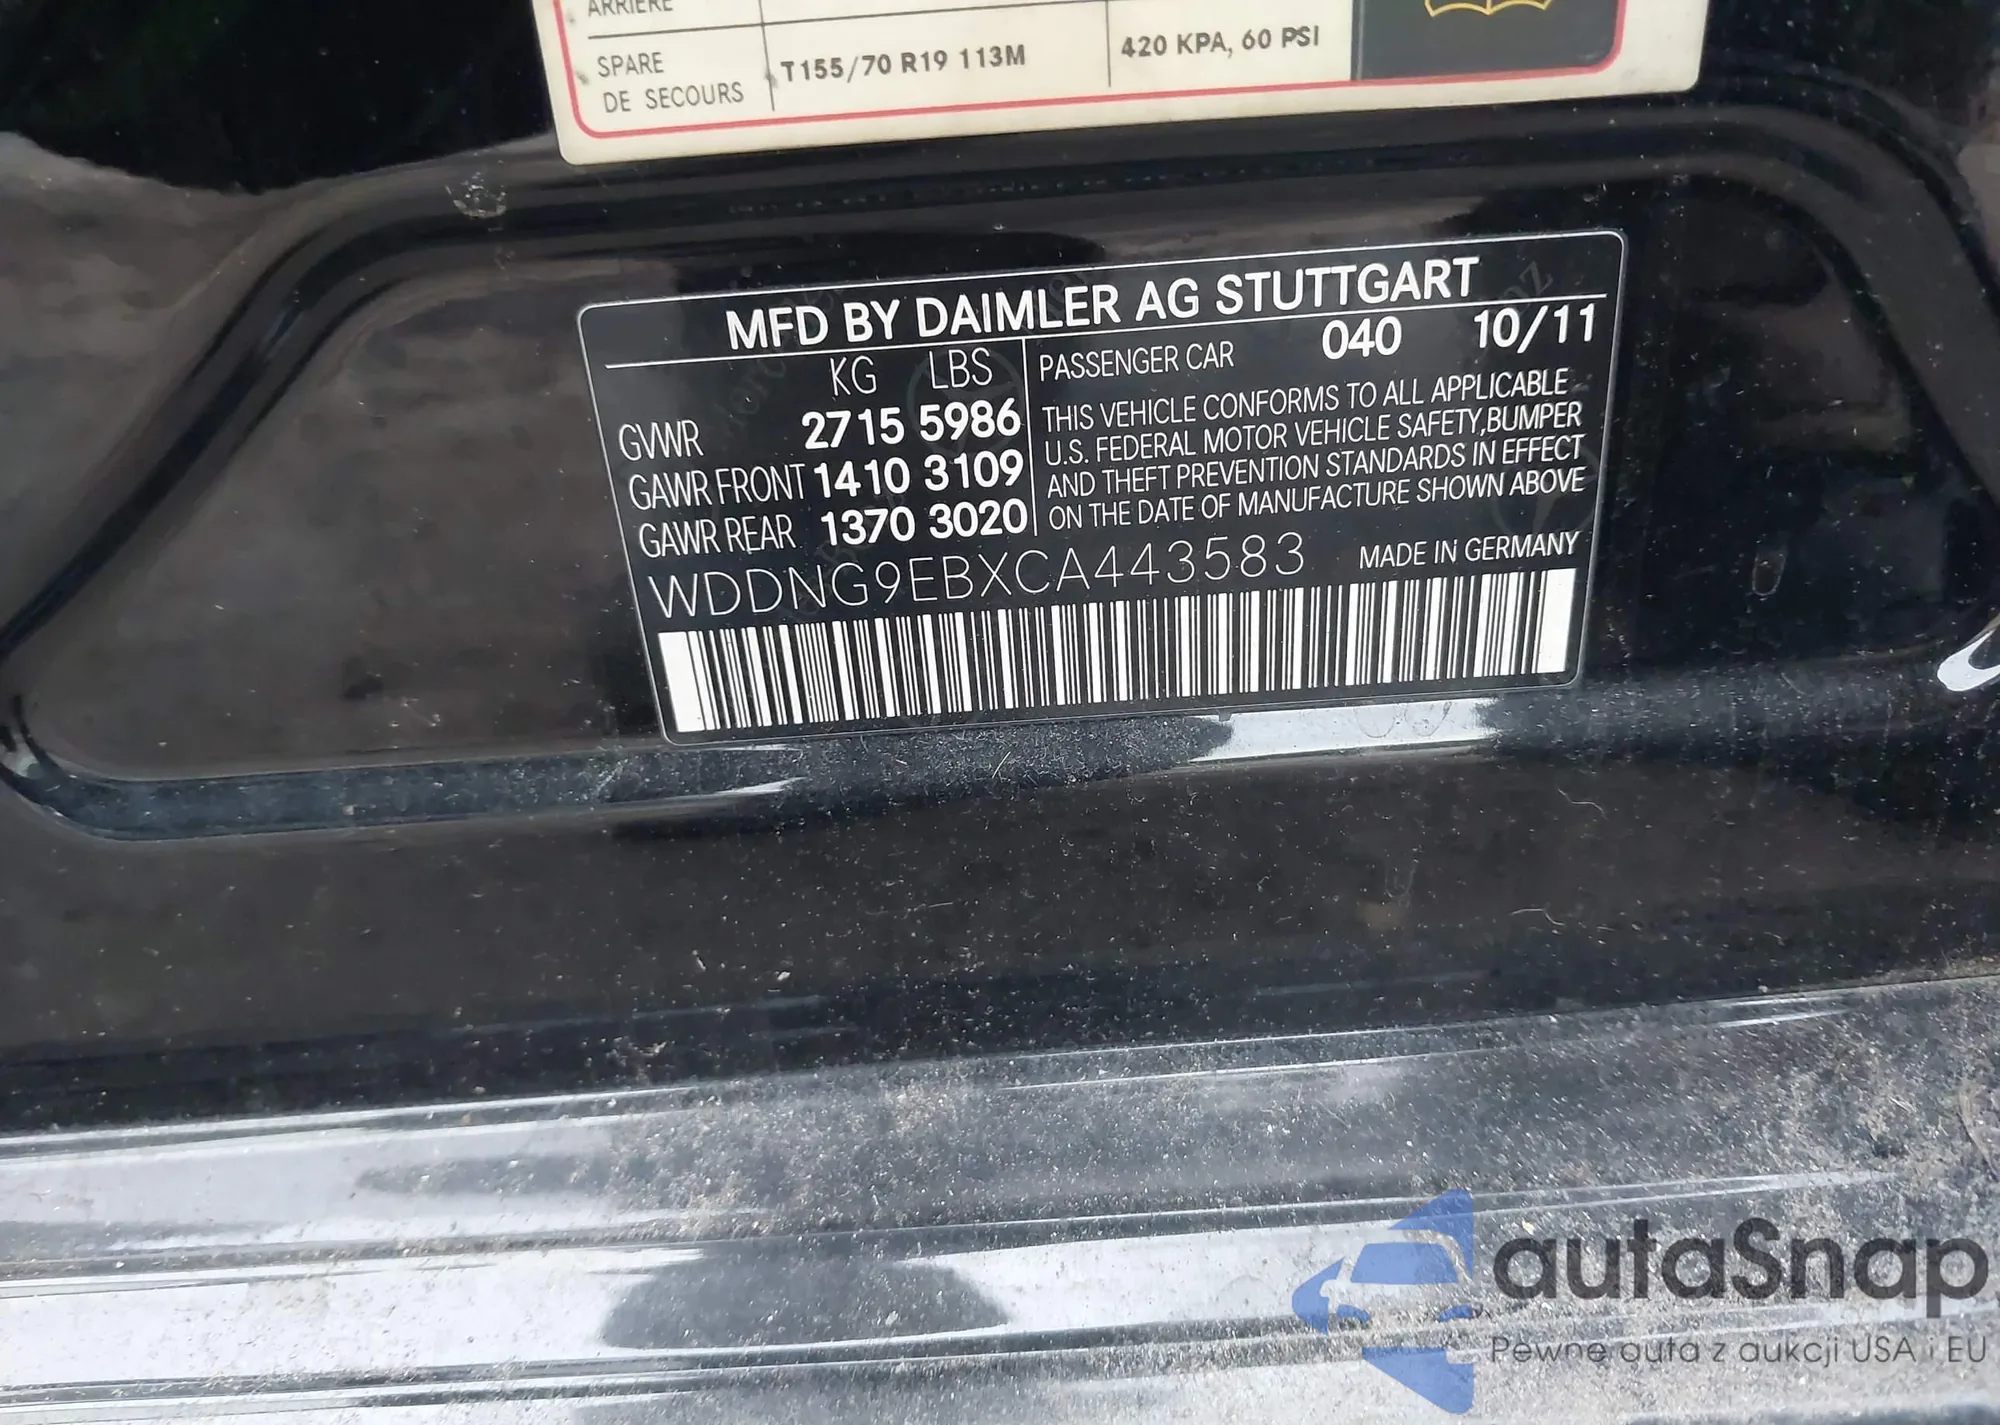 ARRIÈRE
SPARE
DE SECOURS
T155/70 R19 113M
420 KPA, 60 PSI
MFD BY DAIMLER AG STUTTGART
KG LBS
GVWR 2715 5986
GAWR FRONT 1410 3109
GAWR REAR 1370 3020
PASSENGER CAR 040 10/11
THIS VEHICLE CONFORMS TO ALL APPLICABLE
U.S. FEDERAL MOTOR VEHICLE SAFETY,BUMPER
AND THEFT PREVENTION STANDARDS IN EFFECT
ON THE DATE OF MANUFACTURE SHOWN ABOVE
WDDNG9EBXCA443583 MADE IN GERMANY
autaSnap
Pewne auta z aukcji USA i EU